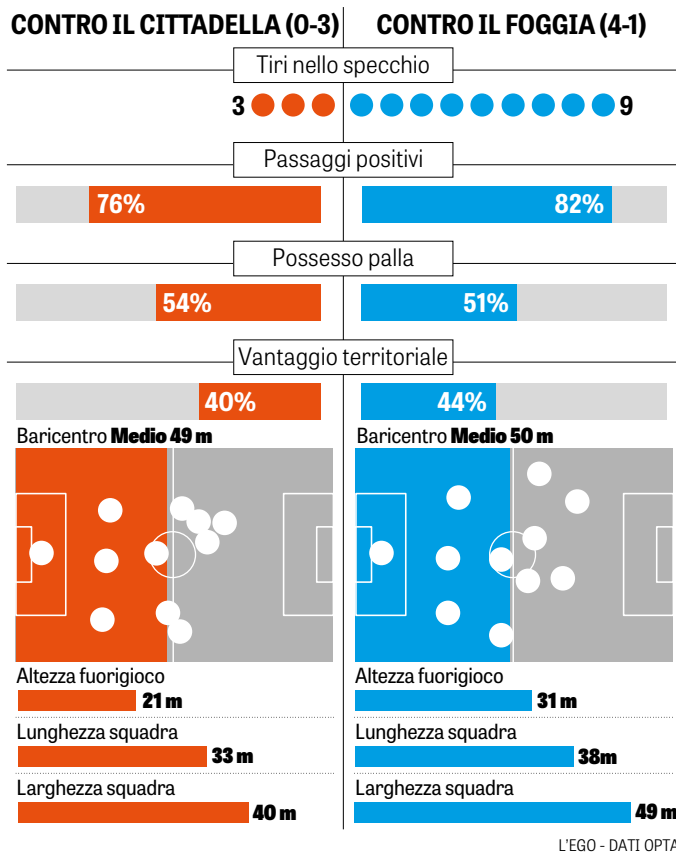 CONTRO IL CITTADELLA (0-3)
CONTRO IL FOGGIA (4-1)
Tiri nello specchio
3
9
Passaggi positivi
76%
82%
Possesso palla
54%
51%
Vantaggio territoriale
40%
44%
Baricentro Medio 49 m
Baricentro Medio 50 m
Altezza fuorigioco
21 m
Altezza fuorigioco
31 m
Lunghezza squadra
33 m
Lunghezza squadra
38m
Larghezza squadra
40 m
Larghezza squadra
49 m
L'EGO - DATI OPTA